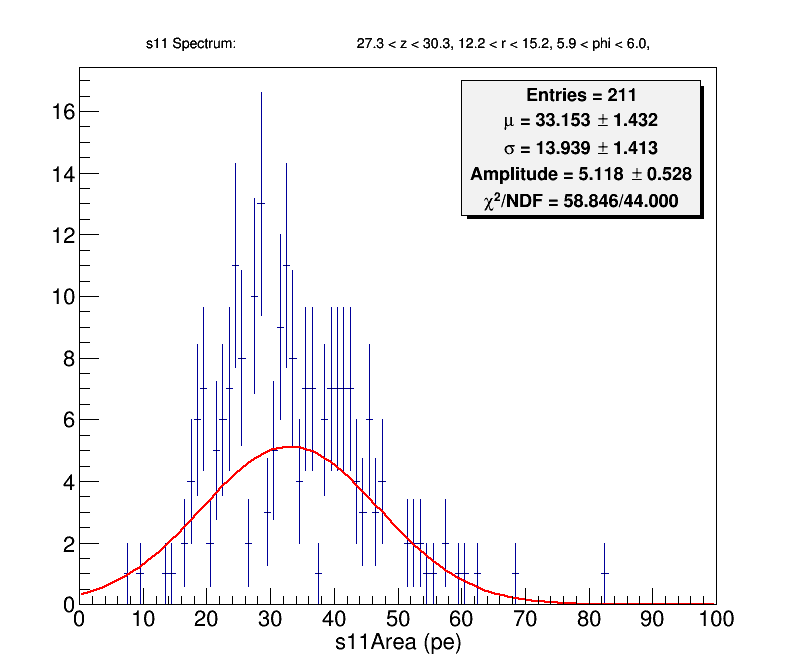 s11 Spectrum: 27.3 < z < 30.3, 12.2 < r < 15.2, 5.9 < phi < 6.0,
Entries = 211
μ = 33.153 ± 1.432
σ = 13.939 ± 1.413
Amplitude = 5.118 ± 0.528
χ²/NDF = 58.846/44.000
16
14
12
10
8
6
4
2
0
0 10 20 30 40 50 60 70 80 90 100
s11Area (pe)